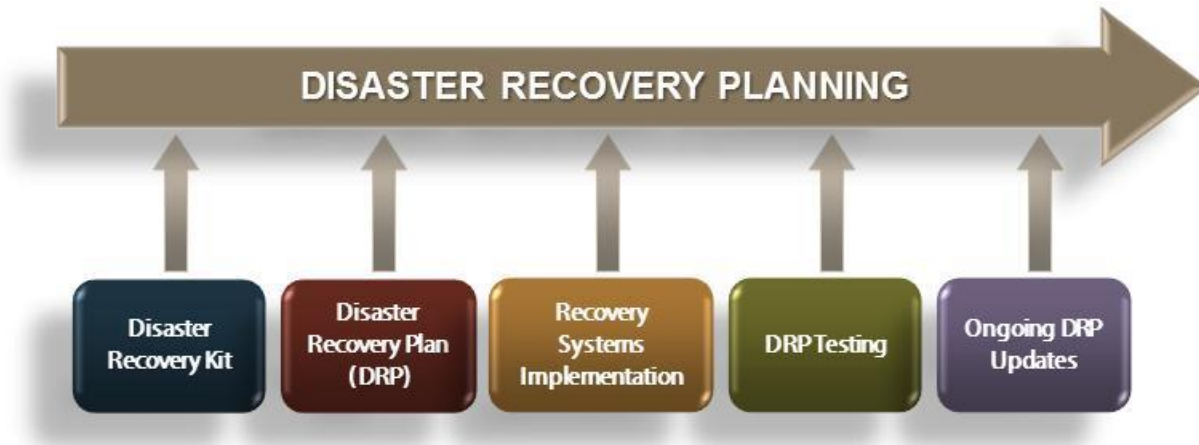 DISASTER RECOVERY PLANNING
Disaster
Recovery Kit
Disaster
Recovery Plan
(DRP)
Recovery
Systems
Implementation
DRP Testing
Ongoing DRP
Updates